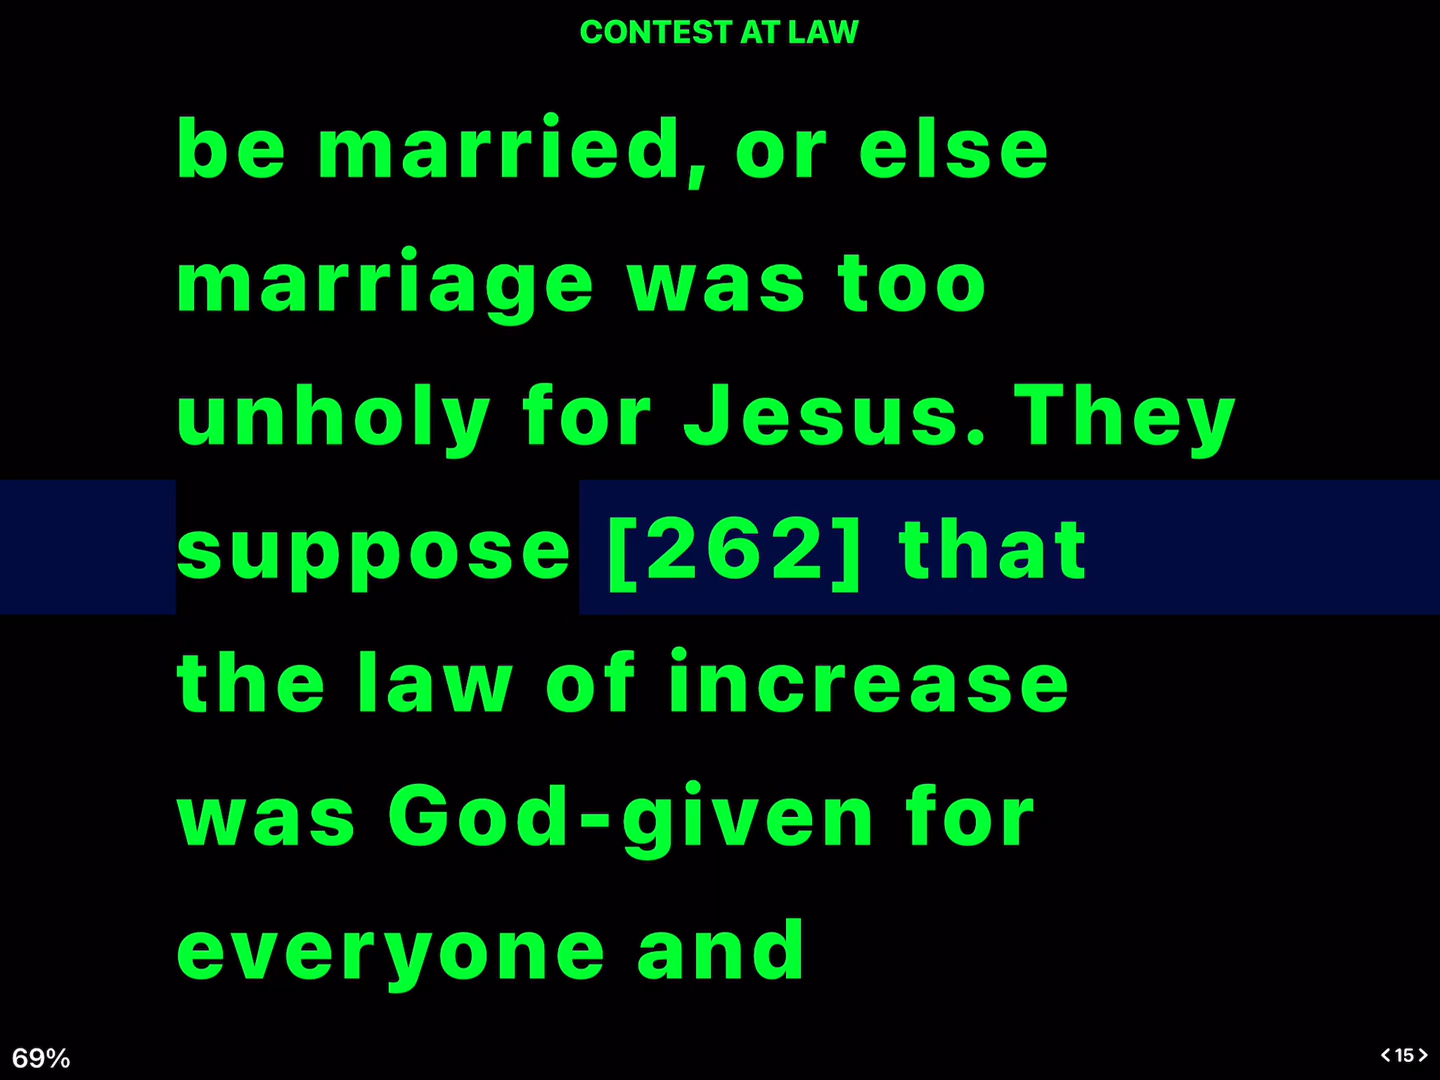 CONTEST AT LAW
be married, or else
marriage was too
unholy for Jesus. They
suppose [262] that
the law of increase
was God-given for
everyone and
69%
<15>